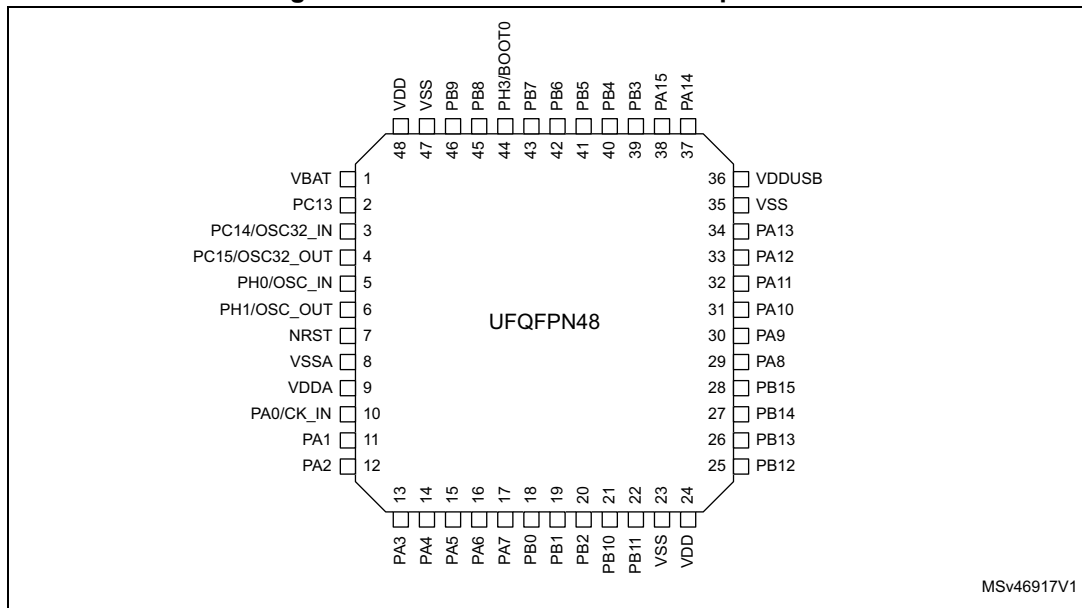 48 VDD
47 VSS
46 PB9
45 PB8
44 PH3/BOOT0
43 PB7
42 PB6
41 PB5
40 PB4
39 PB3
38 PA15
37 PA14
VBAT 1
PC13 2
PC14/OSC32_IN 3
PC15/OSC32_OUT 4
PH0/OSC_IN 5
PH1/OSC_OUT 6
NRST 7
VSSA 8
VDDA 9
PA0/CK_IN 10
PA1 11
PA2 12
UFQFPN48
36 VDDUSB
35 VSS
34 PA13
33 PA12
32 PA11
31 PA10
30 PA9
29 PA8
28 PB15
27 PB14
26 PB13
25 PB12
PA3 13
PA4 14
PA5 15
PA6 16
PA7 17
PB0 18
PB1 19
PB2 20
PB10 21
PB11 22
VSS 23
VDD 24
MSv46917V1